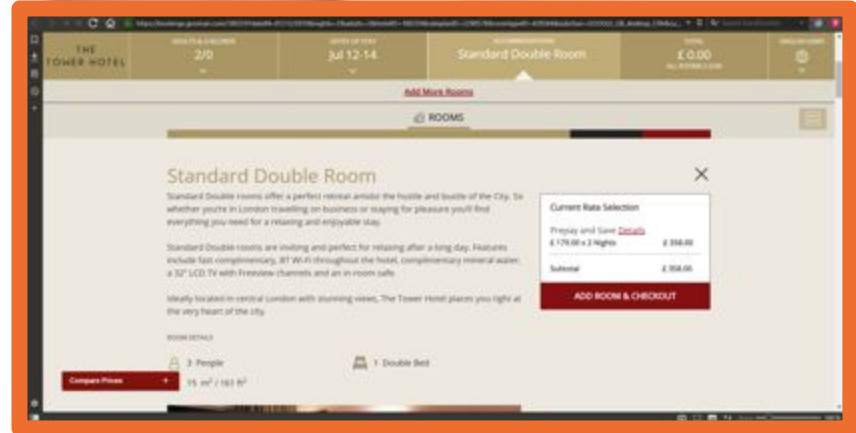 THE
TOWER HOTEL
ADULTS & CHILDREN
2/0
DATES OF STAY
Jul 12-14
Standard Double Room
TOTAL
£ 0.00
Add More Rooms
ROOMS
Standard Double Room
Standard Double rooms offer a perfect retreat amidst the hustle and bustle of the City. So
whether you're in London travelling on business or staying for pleasure you'll find
everything you need for a relaxing and enjoyable stay.
Standard Double rooms are inviting and perfect for relaxing after a long day. Features
include fast complimentary, BT Wi-Fi throughout the hotel, complimentary mineral water,
a 32" LCD TV with Freeview channels and an in-room safe.
Ideally located in central London with stunning views, The Tower Hotel places you right at
the very heart of the city.
ROOM DETAILS
3 People
1 Double Bed
15 m² / 161 ft²
Current Rate Selection
Prepay and Save Details
£ 179.00 x 2 Nights £ 358.00
Subtotal £ 358.00
ADD ROOM & CHECKOUT
Compare Prices +